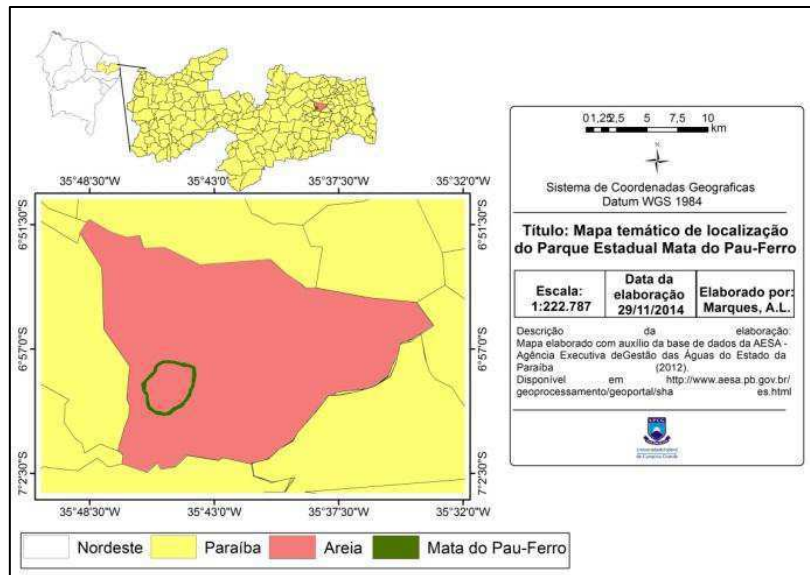 35°48'30"W 35°43'0"W 35°37'30"W 35°32'0"W
6°51'30"S 6°51'30"S
6°57'0"S 6°57'0"S
7°2'30"S 7°2'30"S
35°48'30"W 35°43'0"W 35°37'30"W 35°32'0"W
Nordeste Paraíba Areia Mata do Pau-Ferro
01,252,5 5 7,5 10
km
Sistema de Coordenadas Geograficas
Datum WGS 1984
Título: Mapa temático de localização
do Parque Estadual Mata do Pau-Ferro
Escala:
1:222.787
Data da
elaboração
29/11/2014
Elaborado por:
Marques, A.L.
Descrição da elaboração:
Mapa elaborado com auxílio da base de dados da AESA -
Agência Executiva deGestão das Águas do Estado da
Paraíba (2012).
Disponível em http://www.aesa.pb.gov.br/
geoprocessamento/geoportal/sha es.html